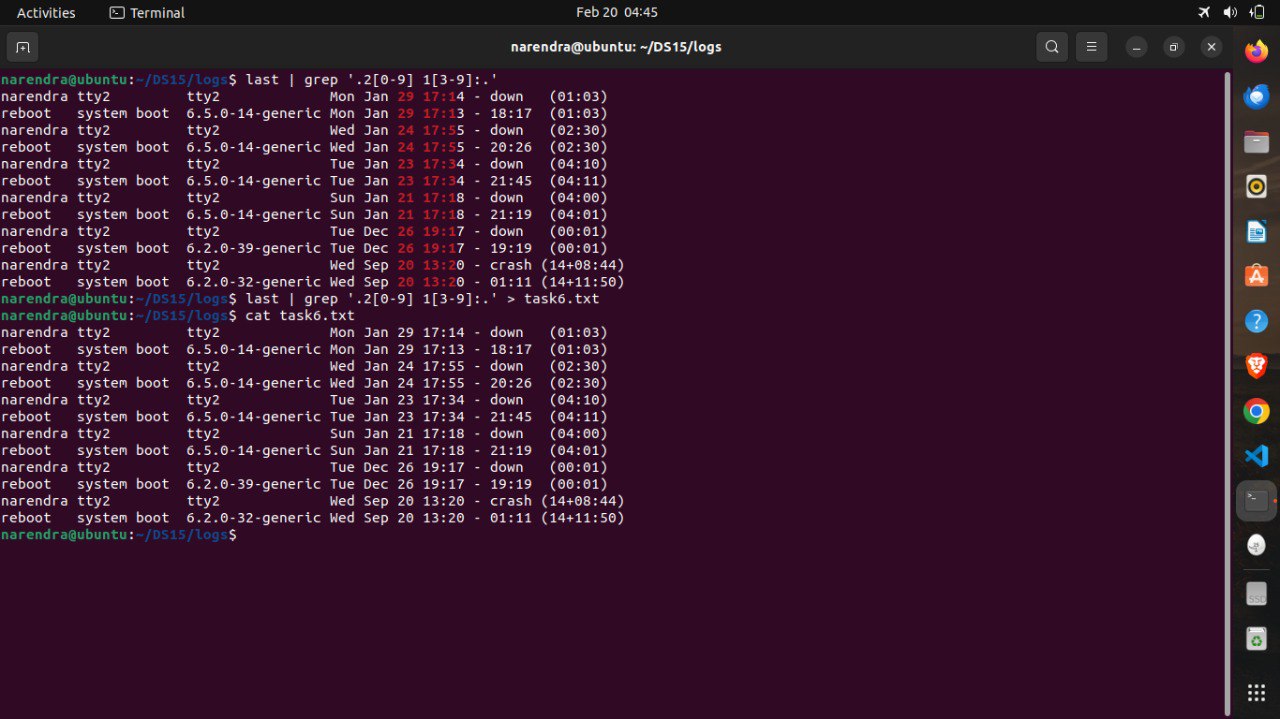 Activities Terminal Feb 20 04:45
narendra@ubuntu: ~/DS15/logs
narendra@ubuntu:~/DS15/logs$ last | grep '.2[0-9] 1[3-9]:.'
narendra tty2         tty2             Mon Jan 29 17:14 - down   (01:03)
reboot   system boot  6.5.0-14-generic Mon Jan 29 17:13 - 18:17  (01:03)
narendra tty2         tty2             Wed Jan 24 17:55 - down   (02:30)
reboot   system boot  6.5.0-14-generic Wed Jan 24 17:55 - 20:26  (02:30)
narendra tty2         tty2             Tue Jan 23 17:34 - down   (04:10)
reboot   system boot  6.5.0-14-generic Tue Jan 23 17:34 - 21:45  (04:11)
narendra tty2         tty2             Sun Jan 21 17:18 - down   (04:00)
reboot   system boot  6.5.0-14-generic Sun Jan 21 17:18 - 21:19  (04:01)
narendra tty2         tty2             Tue Dec 26 19:17 - down   (00:01)
reboot   system boot  6.2.0-39-generic Tue Dec 26 19:17 - 19:19  (00:01)
narendra tty2         tty2             Wed Sep 20 13:20 - crash (14+08:44)
reboot   system boot  6.2.0-32-generic Wed Sep 20 13:20 - 01:11 (14+11:50)
narendra@ubuntu:~/DS15/logs$ last | grep '.2[0-9] 1[3-9]:.' > task6.txt
narendra@ubuntu:~/DS15/logs$ cat task6.txt
narendra tty2         tty2             Mon Jan 29 17:14 - down   (01:03)
reboot   system boot  6.5.0-14-generic Mon Jan 29 17:13 - 18:17  (01:03)
narendra tty2         tty2             Wed Jan 24 17:55 - down   (02:30)
reboot   system boot  6.5.0-14-generic Wed Jan 24 17:55 - 20:26  (02:30)
narendra tty2         tty2             Tue Jan 23 17:34 - down   (04:10)
reboot   system boot  6.5.0-14-generic Tue Jan 23 17:34 - 21:45  (04:11)
narendra tty2         tty2             Sun Jan 21 17:18 - down   (04:00)
reboot   system boot  6.5.0-14-generic Sun Jan 21 17:18 - 21:19  (04:01)
narendra tty2         tty2             Tue Dec 26 19:17 - down   (00:01)
reboot   system boot  6.2.0-39-generic Tue Dec 26 19:17 - 19:19  (00:01)
narendra tty2         tty2             Wed Sep 20 13:20 - crash (14+08:44)
reboot   system boot  6.2.0-32-generic Wed Sep 20 13:20 - 01:11 (14+11:50)
narendra@ubuntu:~/DS15/logs$
SSD